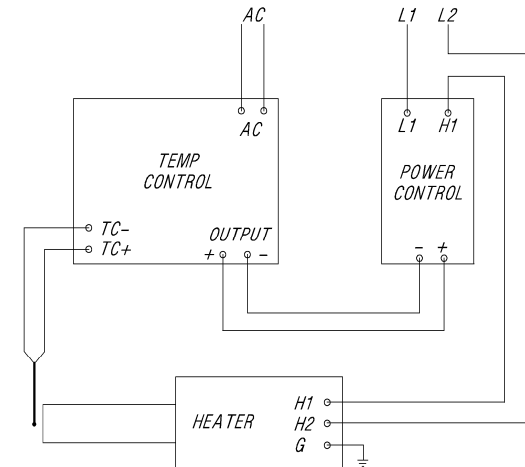 AC
L1 L2
AC
L1 H1
TEMP
CONTROL
POWER
CONTROL
TC-
TC+
OUTPUT
+ -
- +
HEATER
H1
H2
G